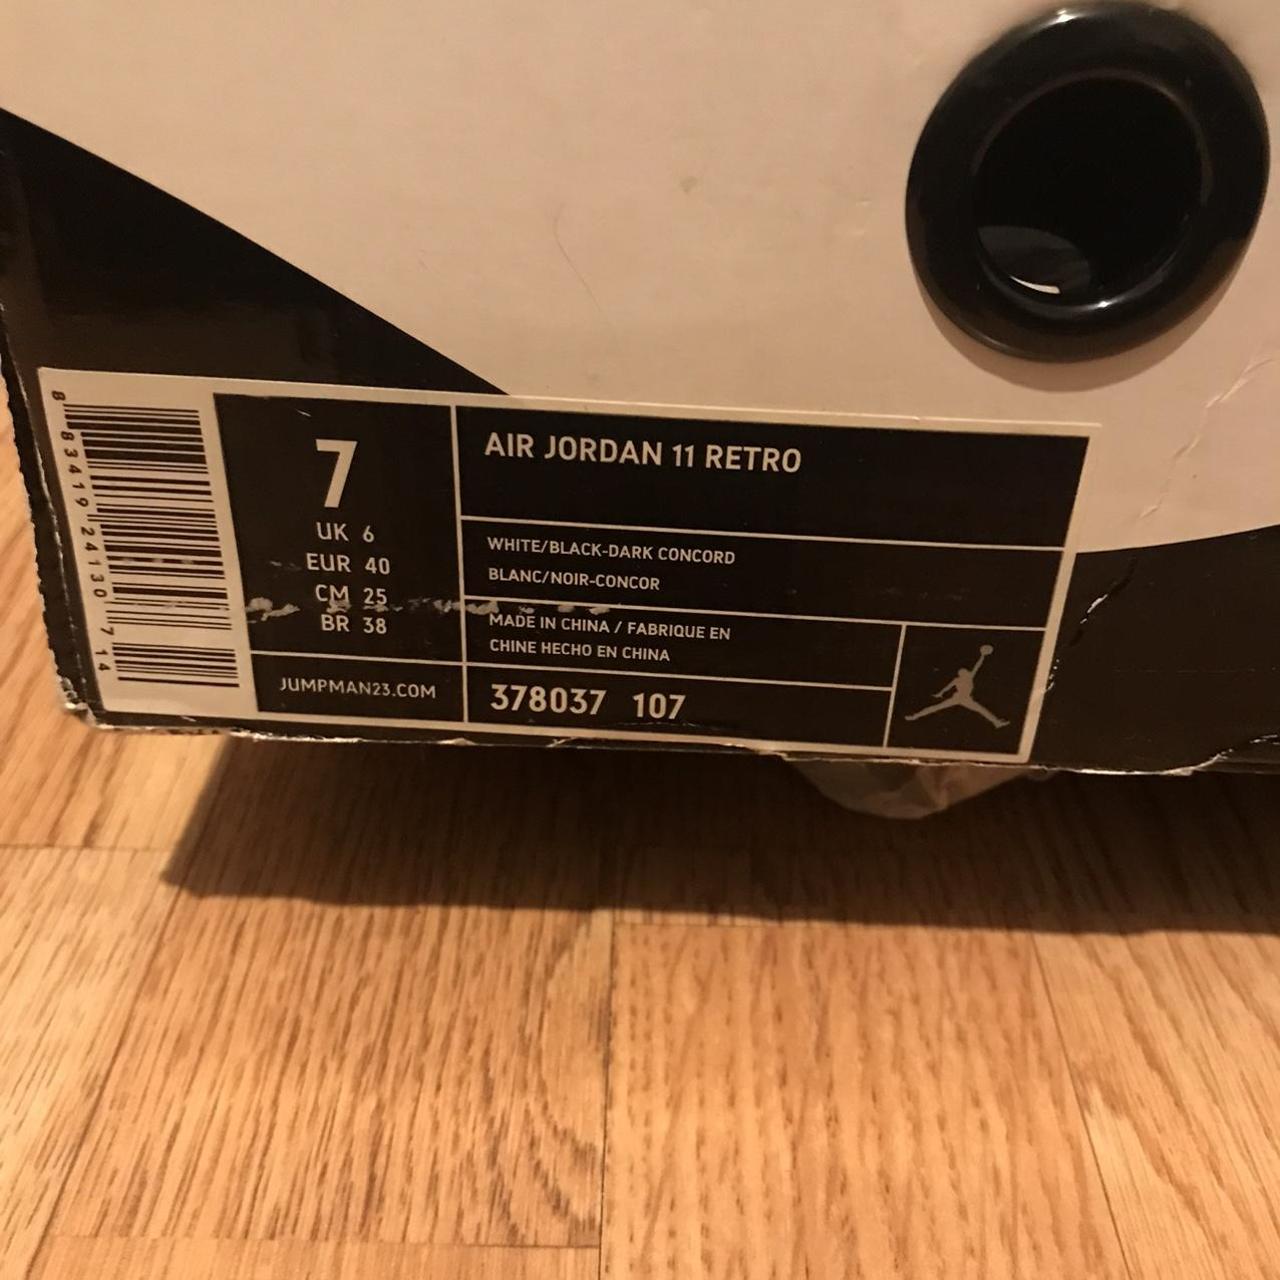 8 83419 24130 7 14
7
UK 6
EUR 40
CM 25
BR 38
JUMPMAN23.COM
AIR JORDAN 11 RETRO
WHITE/BLACK-DARK CONCORD
BLANC/NOIR-CONCOR
MADE IN CHINA / FABRIQUE EN
CHINE HECHO EN CHINA
378037 107